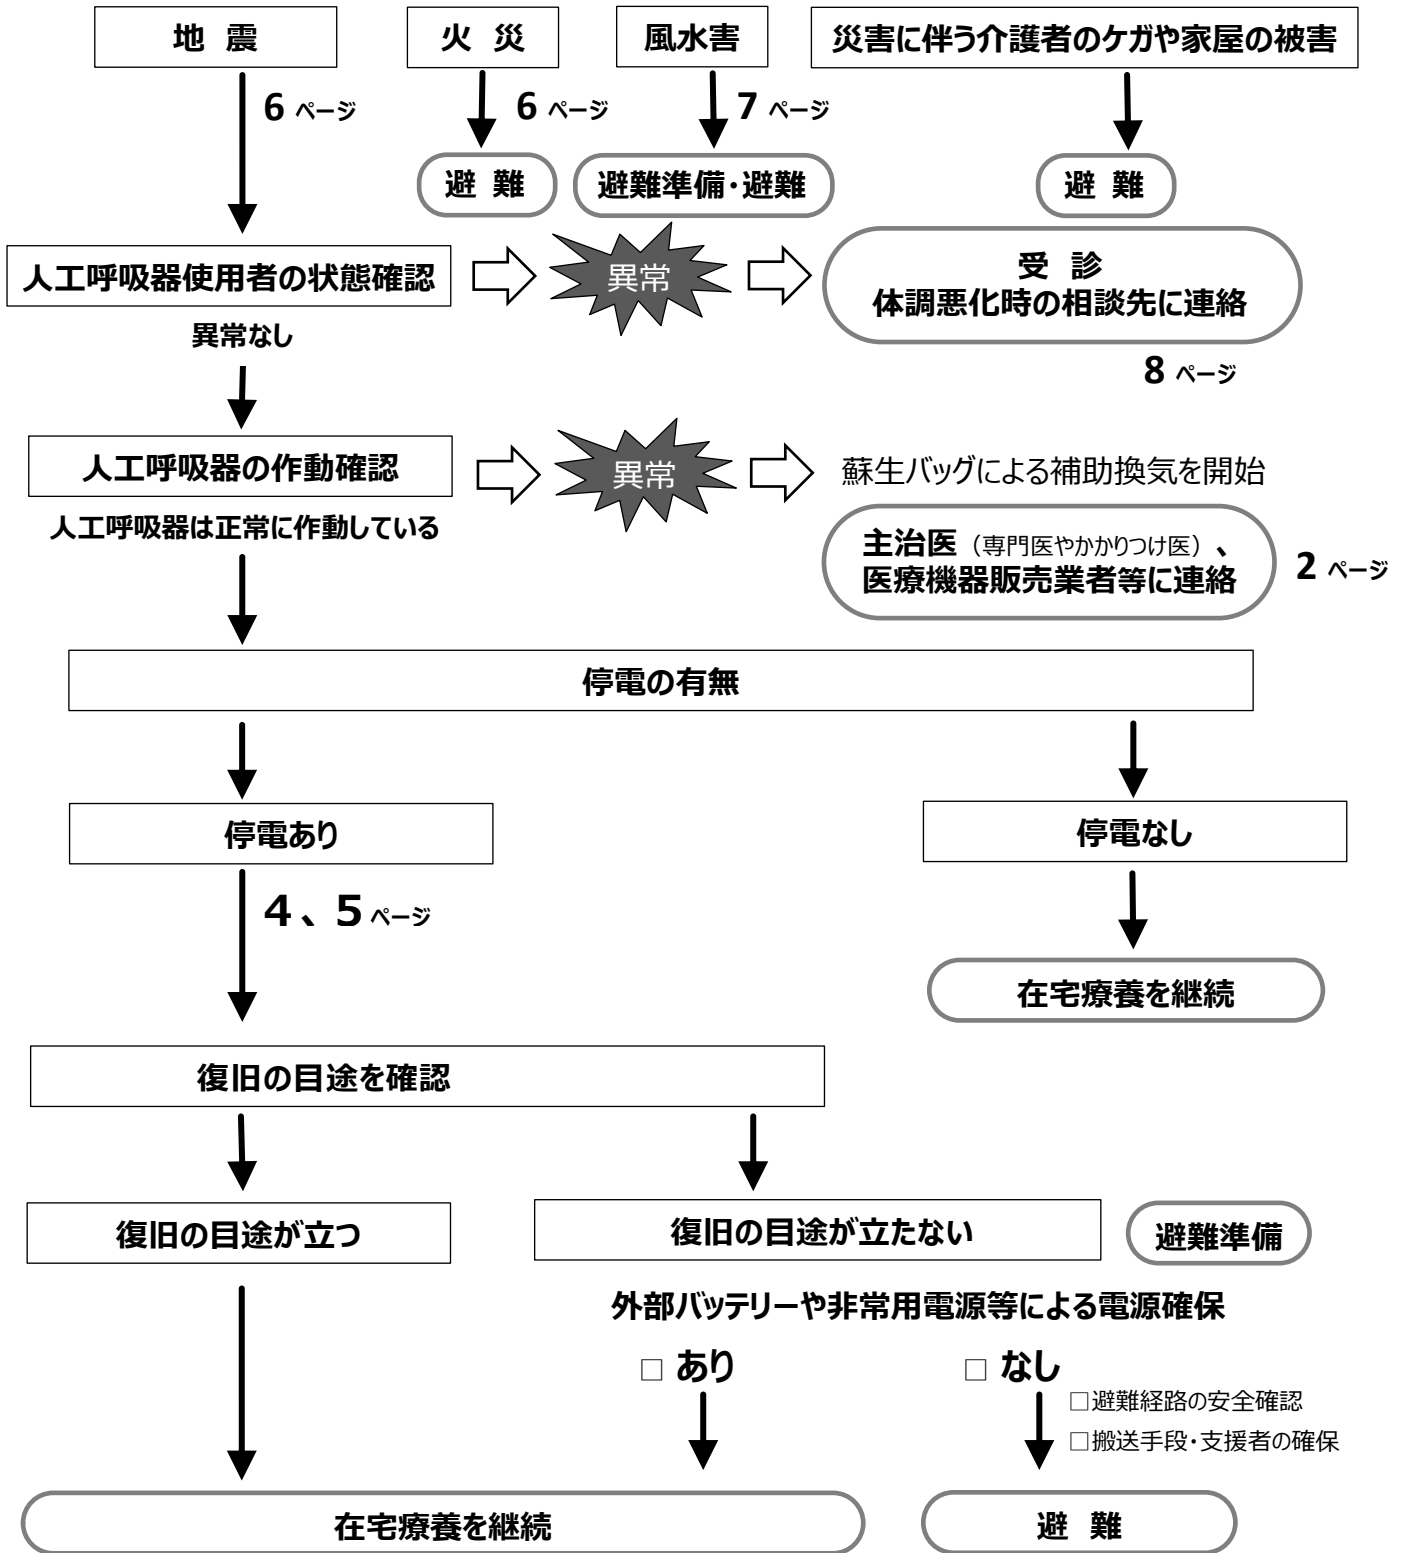 地 震
火 災
風水害
災害に伴う介護者のケガや家屋の被害
6 ページ
6 ページ
7 ページ
避 難
避難準備・避難
避 難
人工呼吸器使用者の状態確認
異常
受 診
体調悪化時の相談先に連絡
異常なし
8 ページ
人工呼吸器の作動確認
異常
蘇生バッグによる補助換気を開始
人工呼吸器は正常に作動している
主治医（専門医やかかりつけ医）、
医療機器販売業者等に連絡
2 ページ
停電の有無
停電あり
停電なし
4、5 ページ
在宅療養を継続
復旧の目途を確認
復旧の目途が立つ
復旧の目途が立たない
避難準備
外部バッテリーや非常用電源等による電源確保
□ あり
□ なし
□避難経路の安全確認
□搬送手段・支援者の確保
在宅療養を継続
避 難